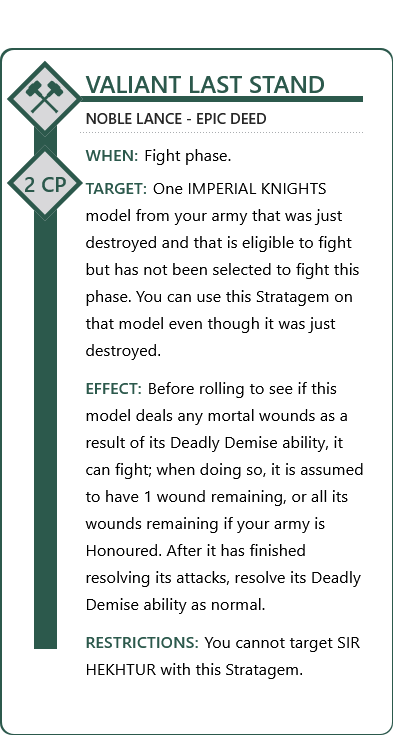 VALIANT LAST STAND
NOBLE LANCE - EPIC DEED
WHEN: Fight phase.
2 CP
TARGET: One IMPERIAL KNIGHTS
model from your army that was just
destroyed and that is eligible to fight
but has not been selected to fight this
phase. You can use this Stratagem on
that model even though it was just
destroyed.
EFFECT: Before rolling to see if this
model deals any mortal wounds as a
result of its Deadly Demise ability, it
can fight; when doing so, it is assumed
to have 1 wound remaining, or all its
wounds remaining if your army is
Honoured. After it has finished
resolving its attacks, resolve its Deadly
Demise ability as normal.
RESTRICTIONS: You cannot target SIR
HEKHTUR with this Stratagem.